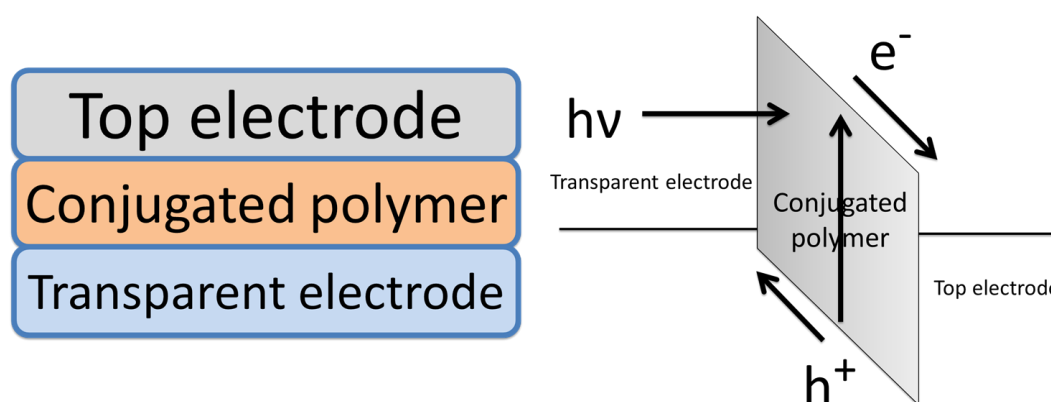 Top electrode
Conjugated polymer
Transparent electrode
e-
hν
Transparent electrode
Conjugated
polymer
Top electrode
h+